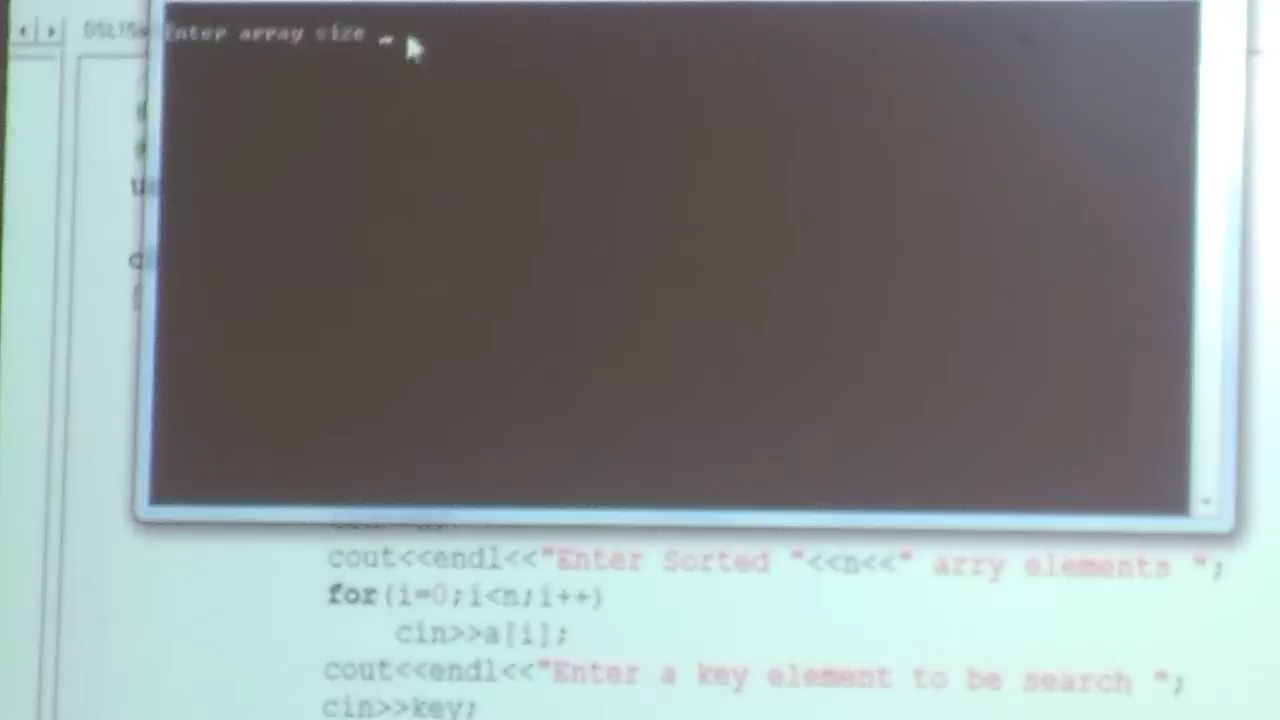 Enter array size _
cout<<endl<<"Enter Sorted "<<n<<" arry elements ";
for(i=0;i<n;i++)
cin>>a[i];
cout<<endl<<"Enter a key element to be search ";
cin>>key;